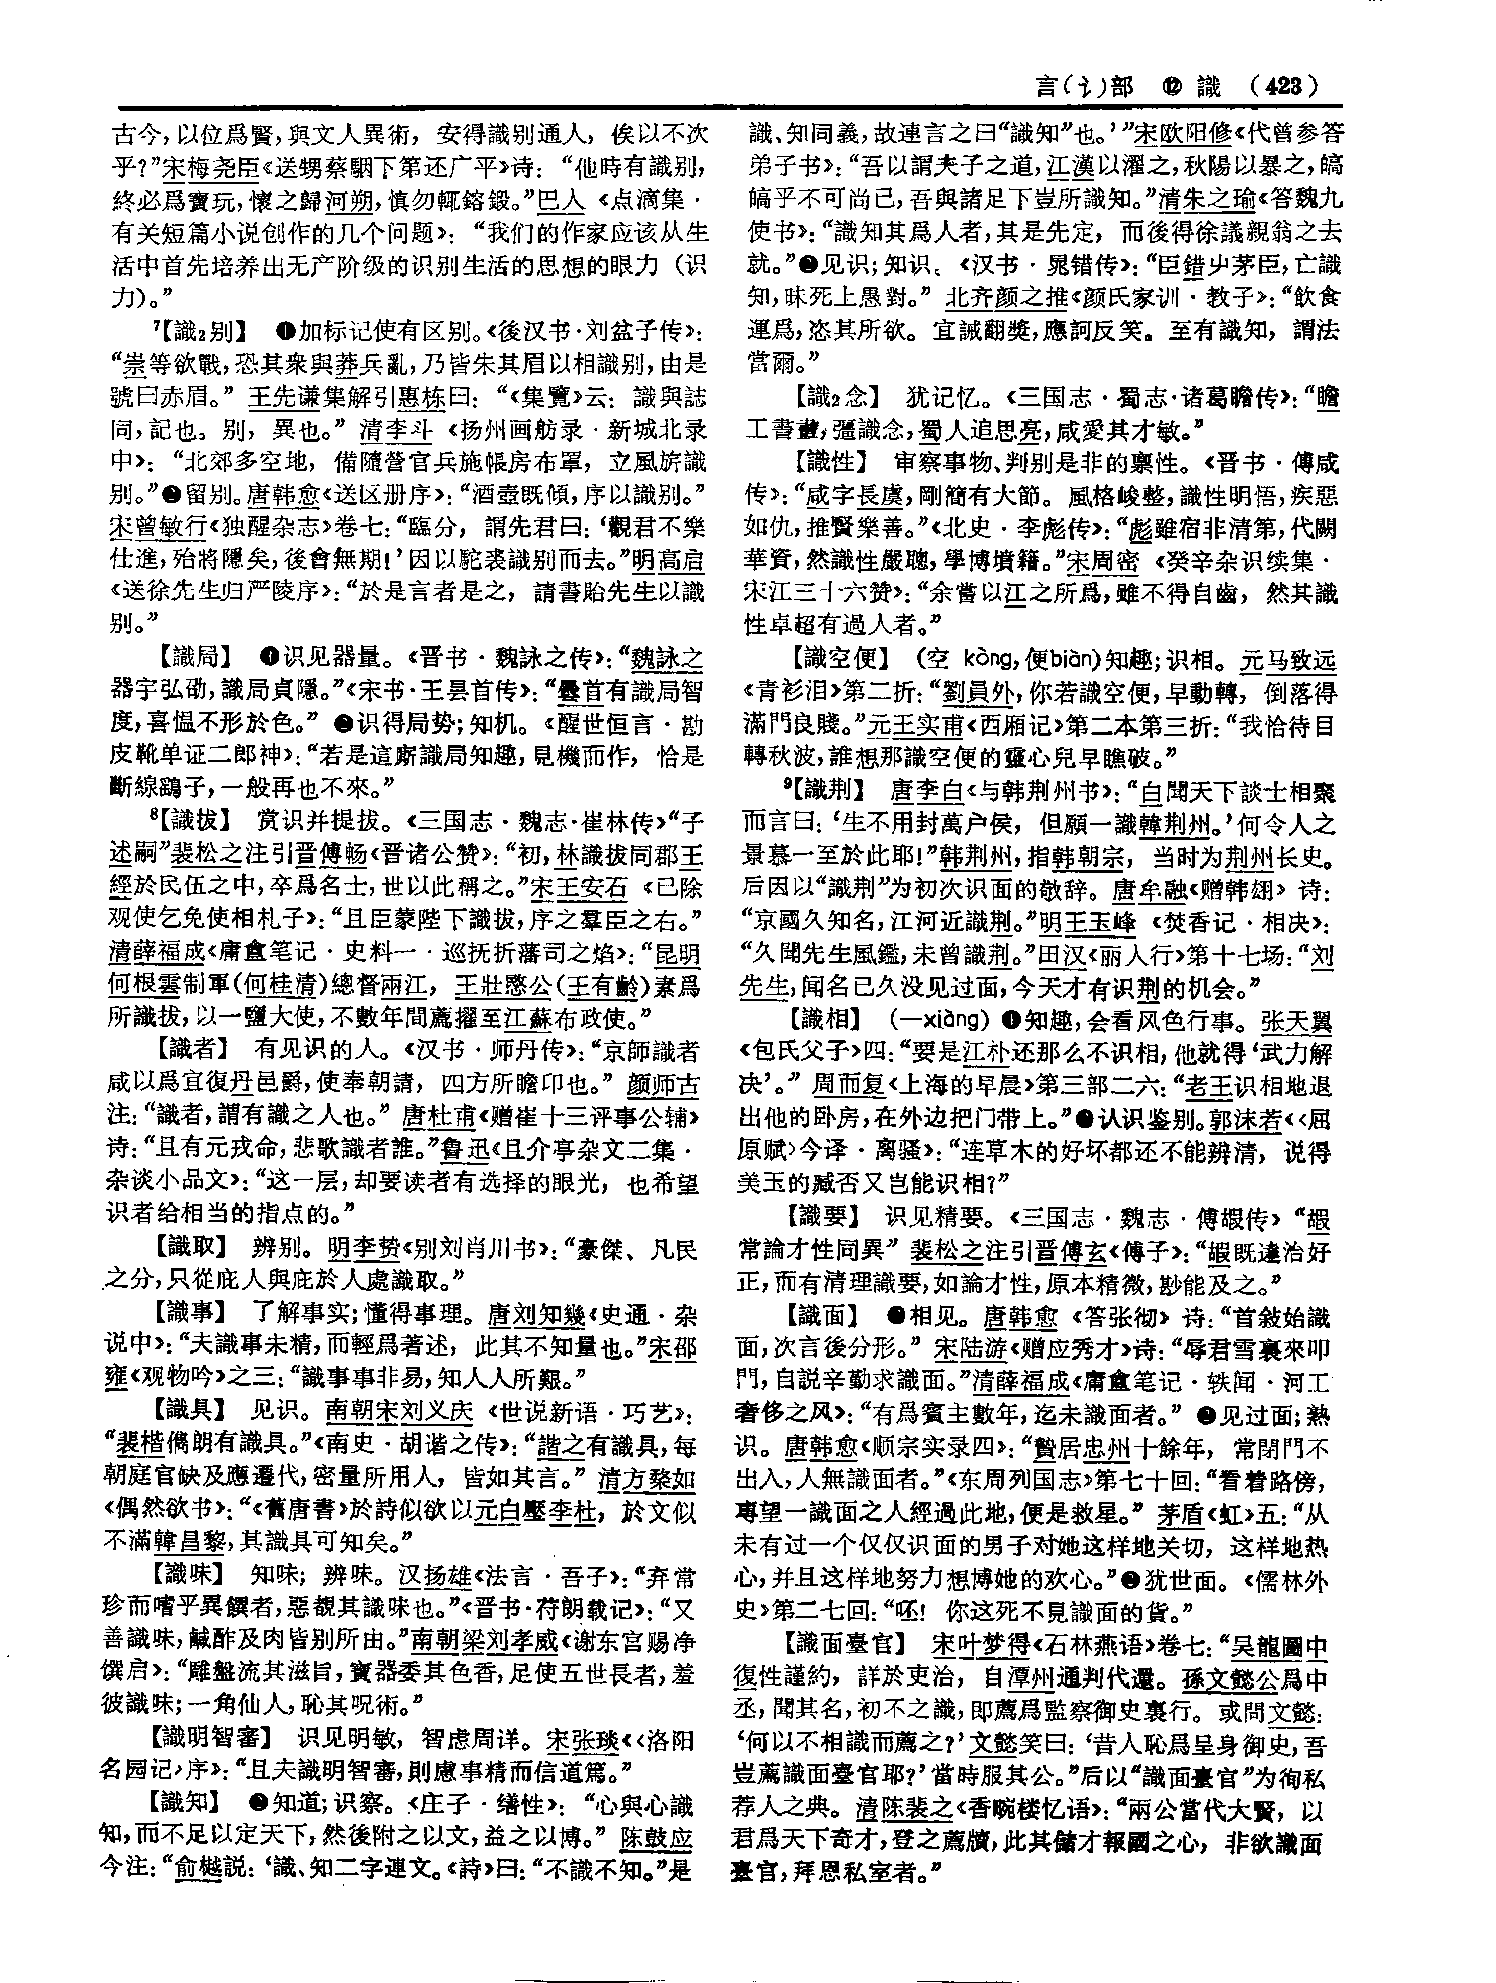 言(讠)部 ⑫ 識 (423)
古今,以位爲賢,與文人異術, 安得識别通人, 俟以不次
乎?”宋梅尧臣《送甥蔡駰下第还广平》诗: “他時有識别,
終必爲寶玩,懷之歸河朔,慎勿輒鎔鍛。”巴人《点滴集·
有关短篇小说创作的几个问题》: “我们的作家应该从生
活中首先培养出无产阶级的识别生活的思想的眼力(识
力)。”
7【識2别】 ❶加标记使有区别。《後汉书·刘盆子传》:
“崇等欲戰,恐其衆與莽兵亂,乃皆朱其眉以相識别,由是
號曰赤眉。” 王先谦集解引惠栋曰: “《集覽》云: 識與誌
同,記也。别, 異也。” 清李斗《扬州画舫录·新城北录
中》: “北郊多空地, 備隨營官兵施帳房布罩, 立風旂識
别。”❷留别。唐韩愈《送区册序》:“酒壺既傾,序以識别。”
宋曾敏行《独醒杂志》卷七:“臨分, 謂先君曰:‘觀君不樂
仕進,殆將隱矣,後會無期!’因以駝裘識别而去。”明高启
《送徐先生归严陵序》:“於是言者是之, 請書貽先生以識
别。”
【識局】 ❶识见器量。《晋书·魏詠之传》:“魏詠之
器宇弘劭,識局貞隱。”《宋书·王昙首传》:“曇首有識局智
度,喜愠不形於色。” ❷识得局势;知机。《醒世恒言·勘
皮靴单证二郎神》:“若是這廝識局知趣,見機而作, 恰是
斷線鷂子,一般再也不來。”
8【識拔】 赏识并提拔。《三国志·魏志·崔林传》“子
述嗣”裴松之注引晋傅畅《晋诸公赞》:“初,林識拔同郡王
經於民伍之中,卒爲名士,世以此稱之。”宋王安石《已除
观使乞免使相札子》:“且臣蒙陛下識拔,序之羣臣之右。”
清薛福成《庸盦笔记·史料一·巡抚折藩司之焰》:“昆明
何根雲制軍(何桂清)總督兩江, 王壯愍公(王有齡)素爲
所識拔,以一鹽大使,不數年間薦擢至江蘇布政使。”
【識者】 有见识的人。《汉书·师丹传》:“京師識者
咸以爲宜復丹邑爵,使奉朝請, 四方所瞻卬也。” 颜师古
注:“識者,謂有識之人也。” 唐杜甫《赠崔十三评事公辅》
诗:“且有元戎命,悲歌識者誰。”鲁迅《且介亭杂文二集·
杂谈小品文》:“这一层,却要读者有选择的眼光, 也希望
识者给相当的指点的。”
【識取】 辨别。明李贽《别刘肖川书》:“豪傑、凡民
之分,只從庇人與庇於人處識取。”
【識事】 了解事实;懂得事理。唐刘知幾《史通·杂
说中》:“夫識事未精,而輕爲著述, 此其不知量也。”宋邵
雍《观物吟》之三:“識事事非易,知人人所艱。”
【識具】 见识。南朝宋刘义庆《世说新语·巧艺》:
“裴楷儁朗有識具。”《南史·胡谐之传》:“諧之有識具,每
朝庭官缺及應遷代,密量所用人, 皆如其言。” 清方棻如
《偶然欲书》:“《舊唐書》於詩似欲以元白壓李杜, 於文似
不滿韓昌黎,其識具可知矣。”
【識味】 知味; 辨味。汉扬雄《法言·吾子》:“弃常
珍而嗜乎異饌者,惡覩其識味也。”《晋书·苻朗载记》:“又
善識味,鹹酢及肉皆别所由。”南朝梁刘孝威《谢东宫赐净
馔启》:“雕盤流其滋旨,寶器委其色香,足使五世長者,羞
彼識味;一角仙人,恥其呪術。”
【識明智審】 识见明敏, 智虑周详。宋张琰《〈洛阳
名园记〉序》:“且夫識明智審,則慮事精而信道篤。”
【識知】 ❶知道;识察。《庄子·缮性》: “心與心識
知,而不足以定天下,然後附之以文,益之以博。” 陈鼓应
今注:“俞樾説:‘識、知二字連文。《詩》曰:“不識不知。”是
識、知同義,故連言之曰“識知”也。’”宋欧阳修《代曾参答
弟子书》:“吾以謂夫子之道,江漢以濯之,秋陽以暴之,皜
皜乎不可尚已,吾與諸足下豈所識知。”清朱之瑜《答魏九
使书》:“識知其爲人者,其是先定, 而後得徐議親翁之去
就。”❷见识;知识。《汉书·晁错传》:“臣錯屮茅臣,亡識
知,昧死上愚對。” 北齐颜之推《颜氏家训·教子》:“飲食
運爲,恣其所欲。宜誡翻奬,應訶反笑。至有識知, 謂法
當爾。”
【識2念】 犹记忆。《三国志·蜀志·诸葛瞻传》:“瞻
工書畫,彊識念,蜀人追思亮,咸愛其才敏。”
【識性】 审察事物、判别是非的禀性。《晋书·傅咸
传》:“咸字長虞,剛簡有大節。風格峻整,識性明悟,疾惡
如仇,推賢樂善。”《北史·李彪传》:“彪雖宿非清第,代闕
華資,然識性嚴聰,學博墳籍。”宋周密《癸辛杂识续集·
宋江三十六赞》:“余嘗以江之所爲,雖不得自齒, 然其識
性卓超有過人者。”
【識空便】 (空 kòng,便biàn)知趣;识相。元马致远
《青衫泪》第二折:“劉員外,你若識空便,早動轉, 倒落得
滿門良賤。”元王实甫《西厢记》第二本第三折:“我恰待目
轉秋波,誰想那識空便的靈心兒早瞧破。”
9【識荆】 唐李白《与韩荆州书》:“白聞天下談士相聚
而言曰:‘生不用封萬户侯, 但願一識韓荆州。’何令人之
景慕一至於此耶!”韩荆州,指韩朝宗, 当时为荆州长史。
后因以“識荆”为初次识面的敬辞。唐牟融《赠韩翃》诗:
“京國久知名,江河近識荆。”明王玉峰《焚香记·相决》:
“久聞先生風鑑,未曾識荆。”田汉《丽人行》第十七场:“刘
先生,闻名已久没见过面,今天才有识荆的机会。”
【識相】 (—xiàng) ❶知趣,会看风色行事。张天翼
《包氏父子》四:“要是江朴还那么不识相,他就得‘武力解
决’。” 周而复《上海的早晨》第三部二六:“老王识相地退
出他的卧房,在外边把门带上。”❷认识鉴别。郭沫若《〈屈
原赋〉今译·离骚》:“连草木的好坏都还不能辨清, 说得
美玉的臧否又岂能识相?”
【識要】 识见精要。《三国志·魏志·傅嘏传》“嘏
常論才性同異” 裴松之注引晋傅玄《傅子》:“嘏既達治好
正,而有清理識要,如論才性,原本精微,尠能及之。”
【識面】 ❶相见。唐韩愈《答张彻》诗:“首敍始識
面,次言後分形。” 宋陆游《赠应秀才》诗:“辱君雪裏來叩
門,自説辛勤求識面。”清薛福成《庸盦笔记·轶闻·河工
奢侈之风》:“有爲賓主數年,迄未識面者。” ❷见过面;熟
识。唐韩愈《顺宗实录四》:“贄居忠州十餘年, 常閉門不
出入,人無識面者。”《东周列国志》第七十回:“看着路傍,
專望一識面之人經過此地,便是救星。” 茅盾《虹》五:“从
未有过一个仅仅识面的男子对她这样地关切, 这样地热
心,并且这样地努力想博她的欢心。”❸犹世面。《儒林外
史》第二七回:“呸! 你这死不見識面的貨。”
【識面臺官】 宋叶梦得《石林燕语》卷七:“吴龍圖中
復性謹約, 詳於吏治, 自潭州通判代還。孫文懿公爲中
丞,聞其名,初不之識,即薦爲監察御史裏行。或問文懿:
‘何以不相識而薦之?’文懿笑曰:‘昔人恥爲呈身御史,吾
豈薦識面臺官耶?’當時服其公。”后以“識面臺官”为徇私
荐人之典。清陈裴之《香畹楼忆语》:“兩公當代大賢, 以
君爲天下奇才,登之薦牘,此其儲才報國之心, 非欲識面
臺官,拜恩私室者。”